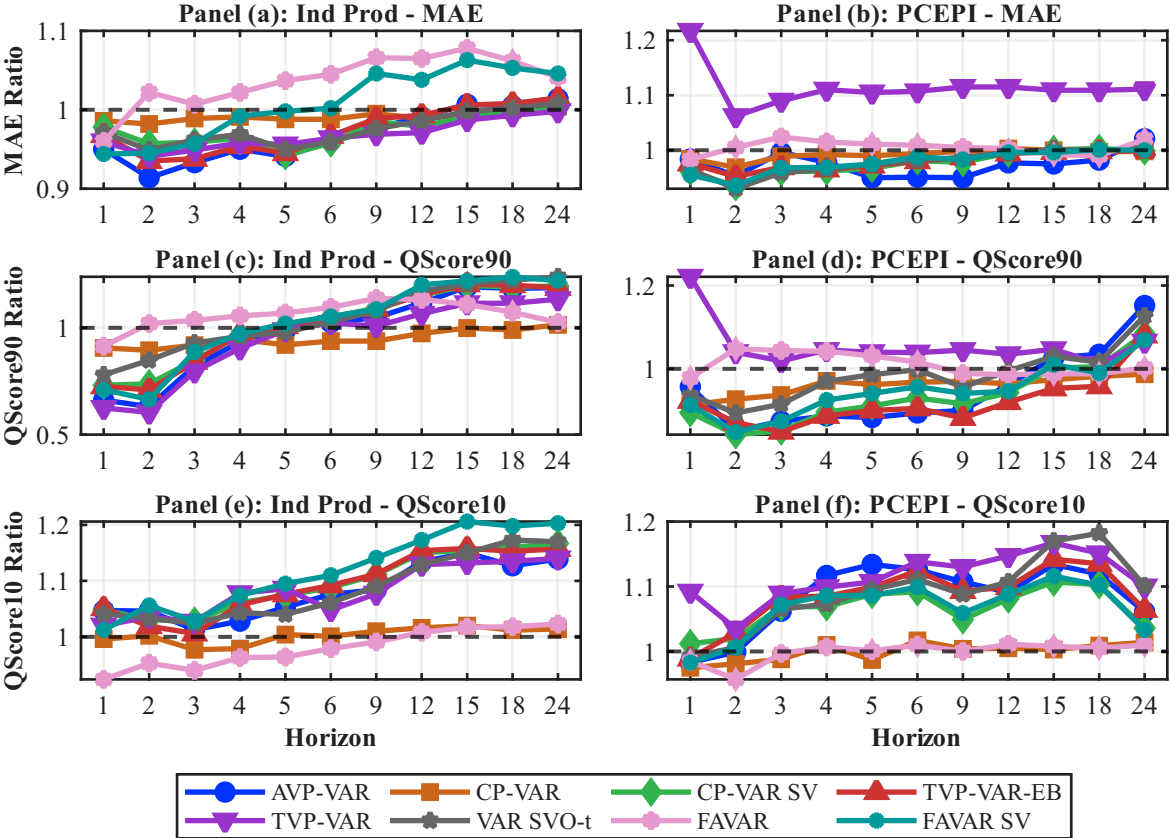 Panel (a): Ind Prod - MAE
MAE Ratio
1.1
1
0.9
1 2 3 4 5 6 9 12 15 18 24
Panel (b): PCEPI - MAE
1.2
1.1
1
1 2 3 4 5 6 9 12 15 18 24
Panel (c): Ind Prod - QScore90
QScore90 Ratio
1
0.5
1 2 3 4 5 6 9 12 15 18 24
Panel (d): PCEPI - QScore90
1.2
1
1 2 3 4 5 6 9 12 15 18 24
Panel (e): Ind Prod - QScore10
QScore10 Ratio
1.2
1.1
1
1 2 3 4 5 6 9 12 15 18 24
Horizon
Panel (f): PCEPI - QScore10
1.2
1.1
1
1 2 3 4 5 6 9 12 15 18 24
Horizon
AVP-VAR CP-VAR CP-VAR SV TVP-VAR-EB
TVP-VAR VAR SVO-t FAVAR FAVAR SV